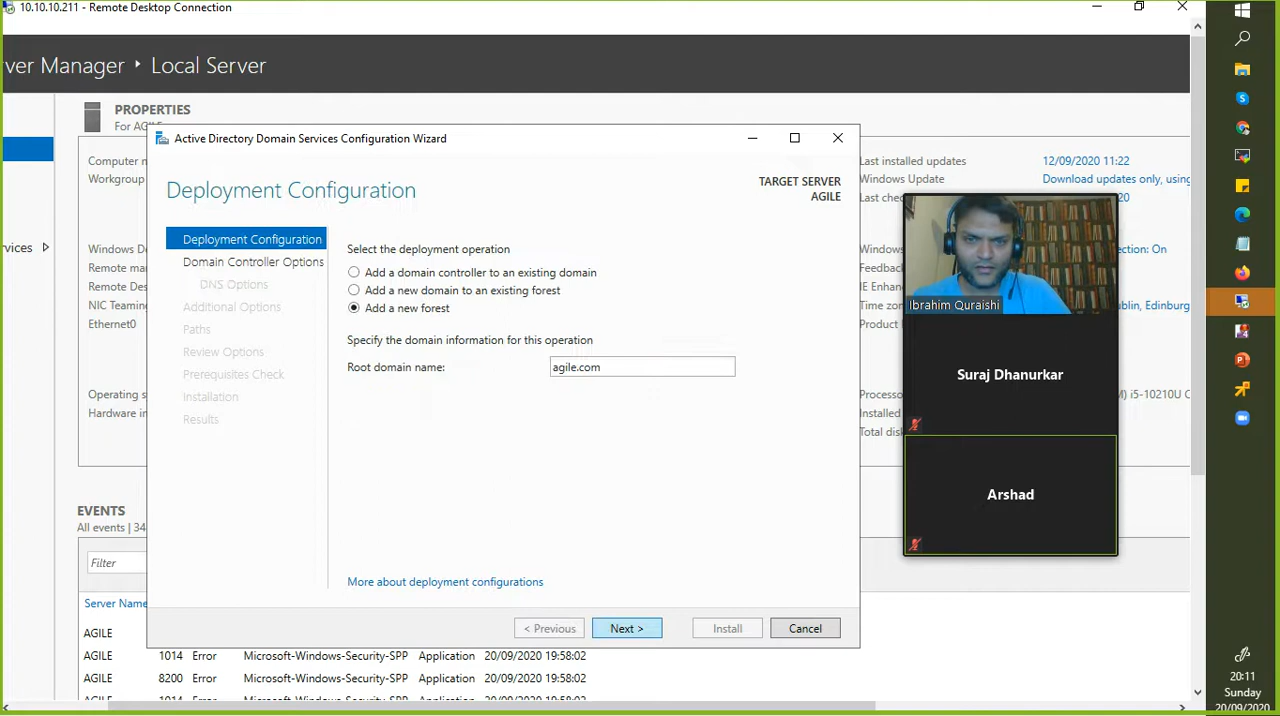 10.10.10.211 - Remote Desktop Connection
ver Manager ‣ Local Server
PROPERTIES
For AGILE
Computer n
Workgroup
Last installed updates 12/09/2020 11:22
Windows Update Download updates only, using
Last chec 20
Windows De
Remote ma
Remote Des
NIC Teaming
Ethernet0
vices
Windows
Feedback
IE Enhanc
Time zon
Product
ection: On
blin, Edinburg
Operating s
Hardware in
Processor M) i5-10210U C
Installed
Total disk
Active Directory Domain Services Configuration Wizard
Deployment Configuration
TARGET SERVER
AGILE
Deployment Configuration
Domain Controller Options
DNS Options
Additional Options
Paths
Review Options
Prerequisites Check
Installation
Results
Select the deployment operation
Add a domain controller to an existing domain
Add a new domain to an existing forest
Add a new forest
Specify the domain information for this operation
Root domain name: agile.com
More about deployment configurations
< Previous Next > Install Cancel
Ibrahim Quraishi
Suraj Dhanurkar
Arshad
EVENTS
All events | 34
Filter
Server Name
AGILE
AGILE 1014 Error Microsoft-Windows-Security-SPP Application 20/09/2020 19:58:02
AGILE 8200 Error Microsoft-Windows-Security-SPP Application 20/09/2020 19:58:02
20:11
Sunday
20/09/2020